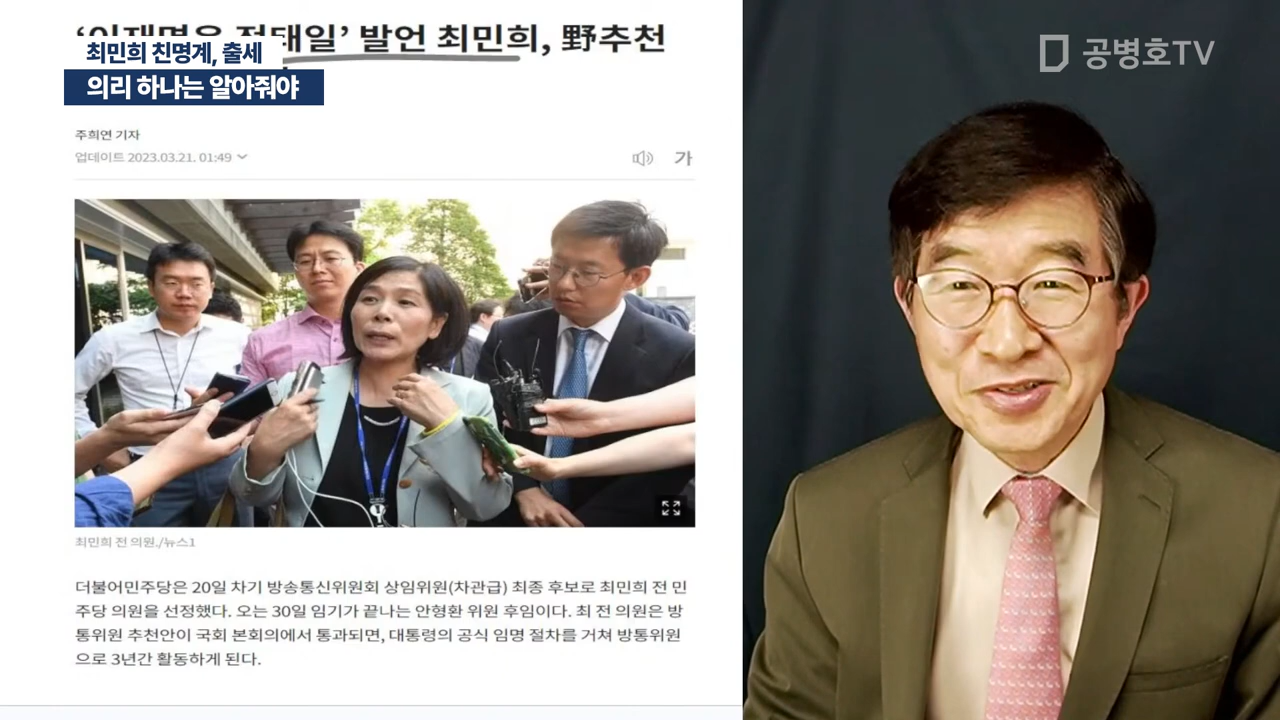 발언 최민희, 野추천
최민희 친명계, 출세
의리 하나는 알아줘야
공병호TV
주희연 기자
업데이트 2023.03.21. 01:49
가
최민희 전 의원./뉴스1
더불어민주당은 20일 차기 방송통신위원회 상임위원(차관급) 최종 후보로 최민희 전 민
주당 의원을 선정했다. 오는 30일 임기가 끝나는 안형환 위원 후임이다. 최 전 의원은 방
통위원 추천안이 국회 본회의에서 통과되면, 대통령의 공식 임명 절차를 거쳐 방통위원
으로 3년간 활동하게 된다.